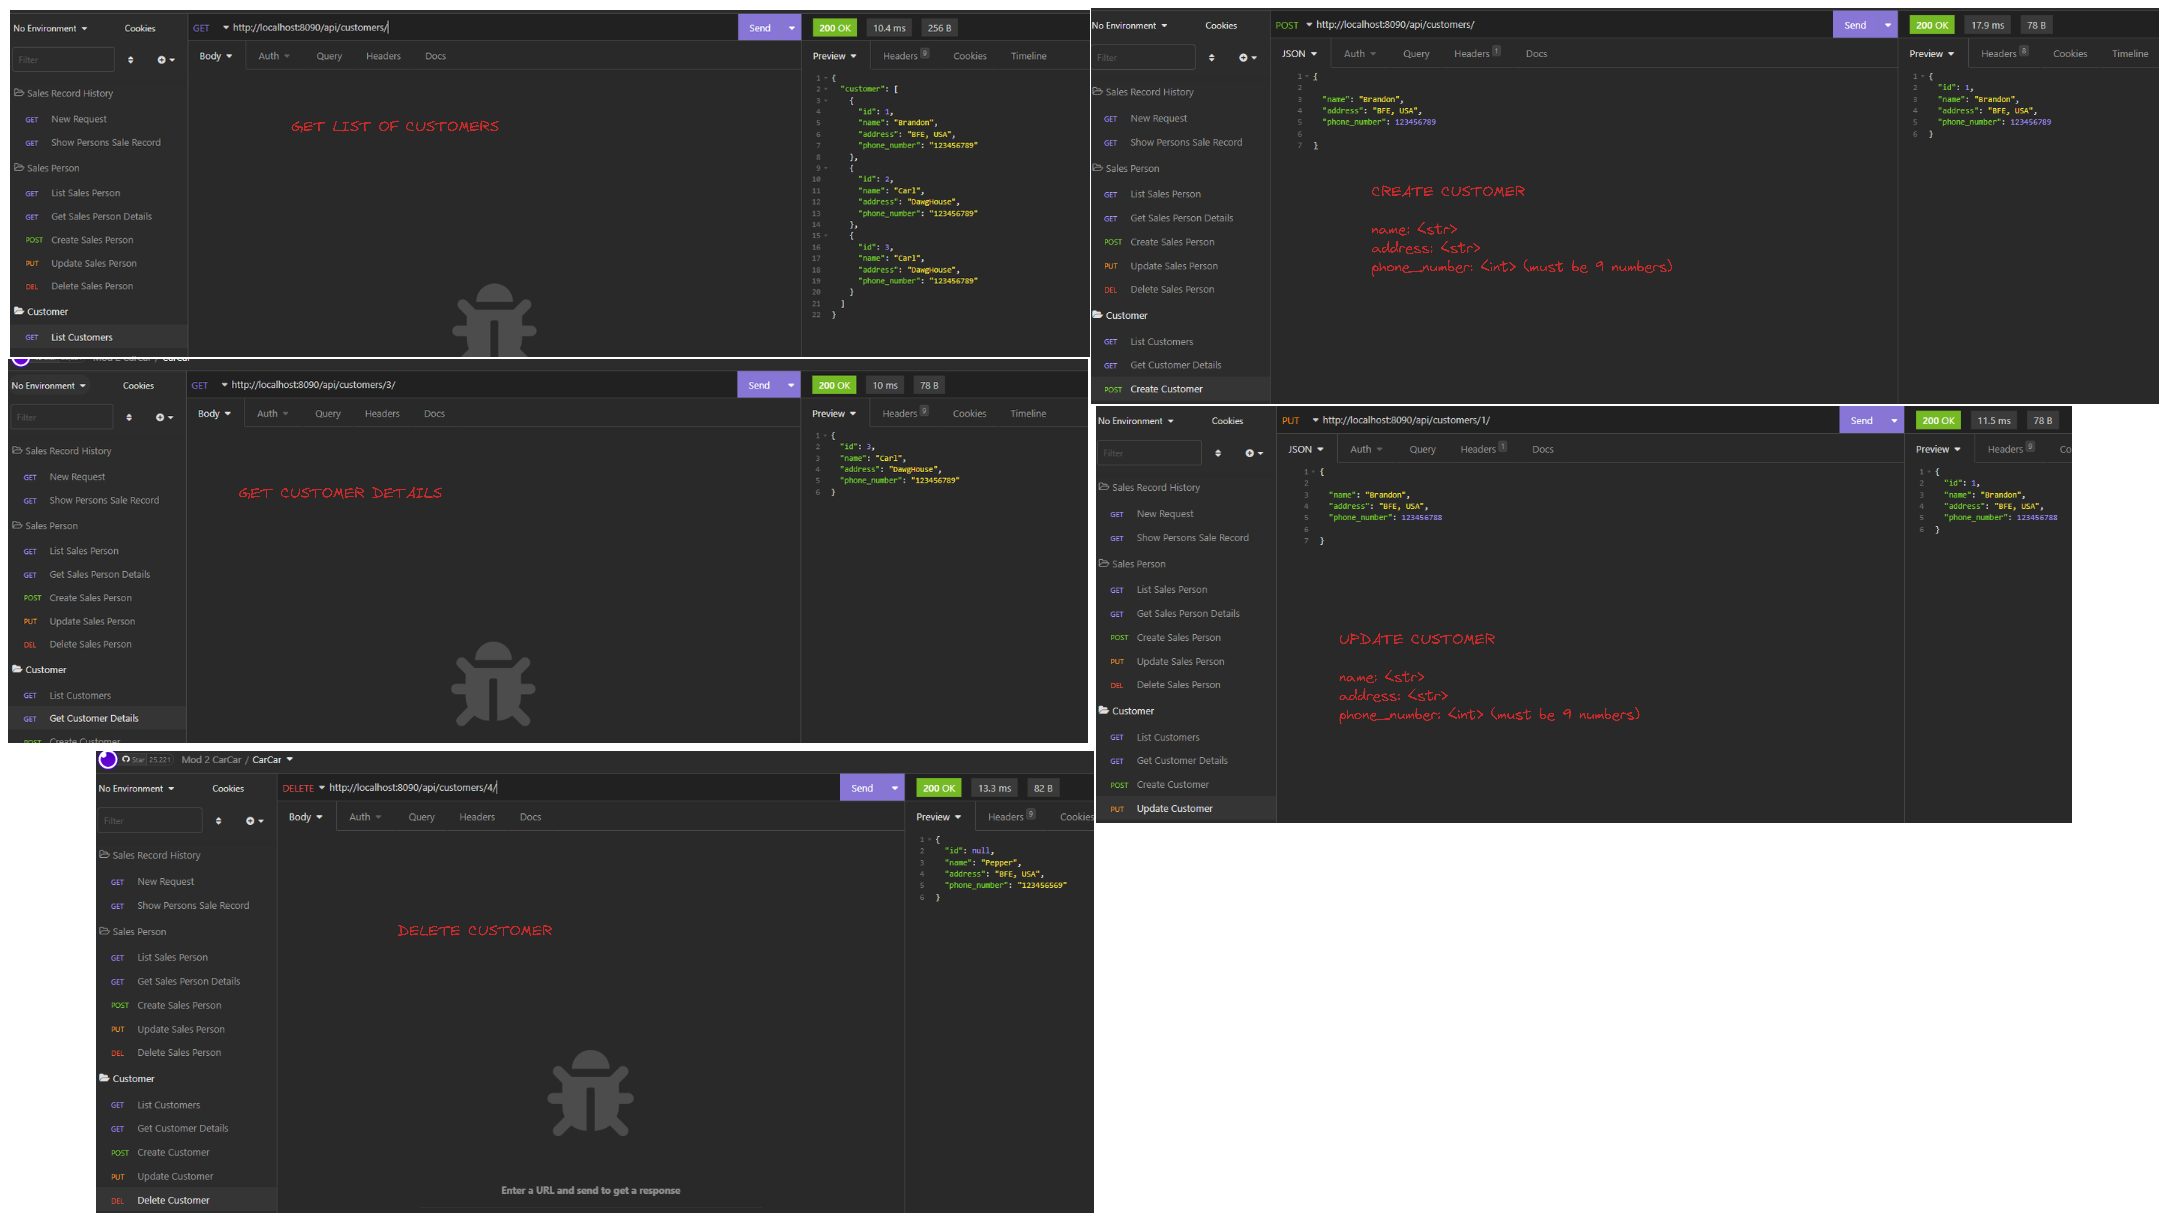 No Environment
Cookies
GET http://localhost:8090/api/customers/
Send
200 OK
10.4 ms
256 B
Filter
Body
Auth
Query
Headers
Docs
Preview
Headers 9
Cookies
Timeline
Sales Record History
GET New Request
GET Show Persons Sale Record
Sales Person
GET List Sales Person
GET Get Sales Person Details
POST Create Sales Person
PUT Update Sales Person
DEL Delete Sales Person
Customer
GET List Customers
GET LIST OF CUSTOMERS
1 {
2 "customer": [
3 {
4 "id": 1,
5 "name": "Brandon",
6 "address": "BFE, USA",
7 "phone_number": "123456789"
8 },
9 {
10 "id": 2,
11 "name": "Carl",
12 "address": "DawgHouse",
13 "phone_number": "123456789"
14 },
15 {
16 "id": 3,
17 "name": "Carl",
18 "address": "DawgHouse",
19 "phone_number": "123456789"
20 }
21 ]
22 }
No Environment
Cookies
POST http://localhost:8090/api/customers/
Send
200 OK
17.9 ms
78 B
Filter
JSON
Auth
Query
Headers 1
Docs
Preview
Headers 8
Cookies
Timeline
Sales Record History
GET New Request
GET Show Persons Sale Record
Sales Person
GET List Sales Person
GET Get Sales Person Details
POST Create Sales Person
PUT Update Sales Person
DEL Delete Sales Person
Customer
GET List Customers
GET Get Customer Details
POST Create Customer
1 {
2
3 "name": "Brandon",
4 "address": "BFE, USA",
5 "phone_number": 123456789
6
7 }
CREATE CUSTOMER
name: <str>
address: <str>
phone_number: <int> (must be 9 numbers)
1 {
2 "id": 1,
3 "name": "Brandon",
4 "address": "BFE, USA",
5 "phone_number": 123456789
6 }
No Environment
Cookies
GET http://localhost:8090/api/customers/3/
Send
200 OK
10 ms
78 B
Filter
Body
Auth
Query
Headers
Docs
Preview
Headers 9
Cookies
Timeline
Sales Record History
GET New Request
GET Show Persons Sale Record
Sales Person
GET List Sales Person
GET Get Sales Person Details
POST Create Sales Person
PUT Update Sales Person
DEL Delete Sales Person
Customer
GET List Customers
GET Get Customer Details
POST Create Customer
GET CUSTOMER DETAILS
1 {
2 "id": 3,
3 "name": "Carl",
4 "address": "DawgHouse",
5 "phone_number": "123456789"
6 }
No Environment
Cookies
PUT http://localhost:8090/api/customers/1/
Send
200 OK
11.5 ms
78 B
Filter
JSON
Auth
Query
Headers 1
Docs
Preview
Headers 8
Co
Sales Record History
GET New Request
GET Show Persons Sale Record
Sales Person
GET List Sales Person
GET Get Sales Person Details
POST Create Sales Person
PUT Update Sales Person
DEL Delete Sales Person
Customer
GET List Customers
GET Get Customer Details
POST Create Customer
PUT Update Customer
1 {
2
3 "name": "Brandon",
4 "address": "BFE, USA",
5 "phone_number": 123456788
6
7 }
UPDATE CUSTOMER
name: <str>
address: <str>
phone_number: <int> (must be 9 numbers)
1 {
2 "id": 1,
3 "name": "Brandon",
4 "address": "BFE, USA",
5 "phone_number": 123456788
6 }
Star 25,221
Mod 2 CarCar / CarCar
No Environment
Cookies
DELETE http://localhost:8090/api/customers/4/
Send
200 OK
13.3 ms
82 B
Filter
Body
Auth
Query
Headers
Docs
Preview
Headers 9
Cookies
Sales Record History
GET New Request
GET Show Persons Sale Record
Sales Person
GET List Sales Person
GET Get Sales Person Details
POST Create Sales Person
PUT Update Sales Person
DEL Delete Sales Person
Customer
GET List Customers
GET Get Customer Details
POST Create Customer
PUT Update Customer
DEL Delete Customer
DELETE CUSTOMER
Enter a URL and send to get a response
1 {
2 "id": null,
3 "name": "Pepper",
4 "address": "BFE, USA",
5 "phone_number": "123456569"
6 }